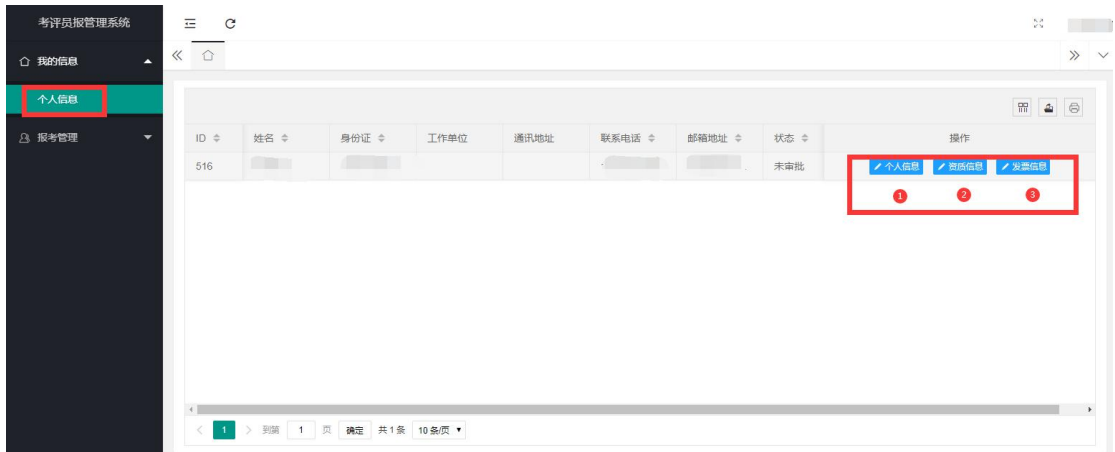 考评员报管理系统
我的信息
个人信息
报考管理
ID 姓名 身份证 工作单位 通讯地址 联系电话 邮箱地址 状态 操作
516 未审批 个人信息 资质信息 发票信息
1 2 3
1 到第 1 页 确定 共1条 10条/页